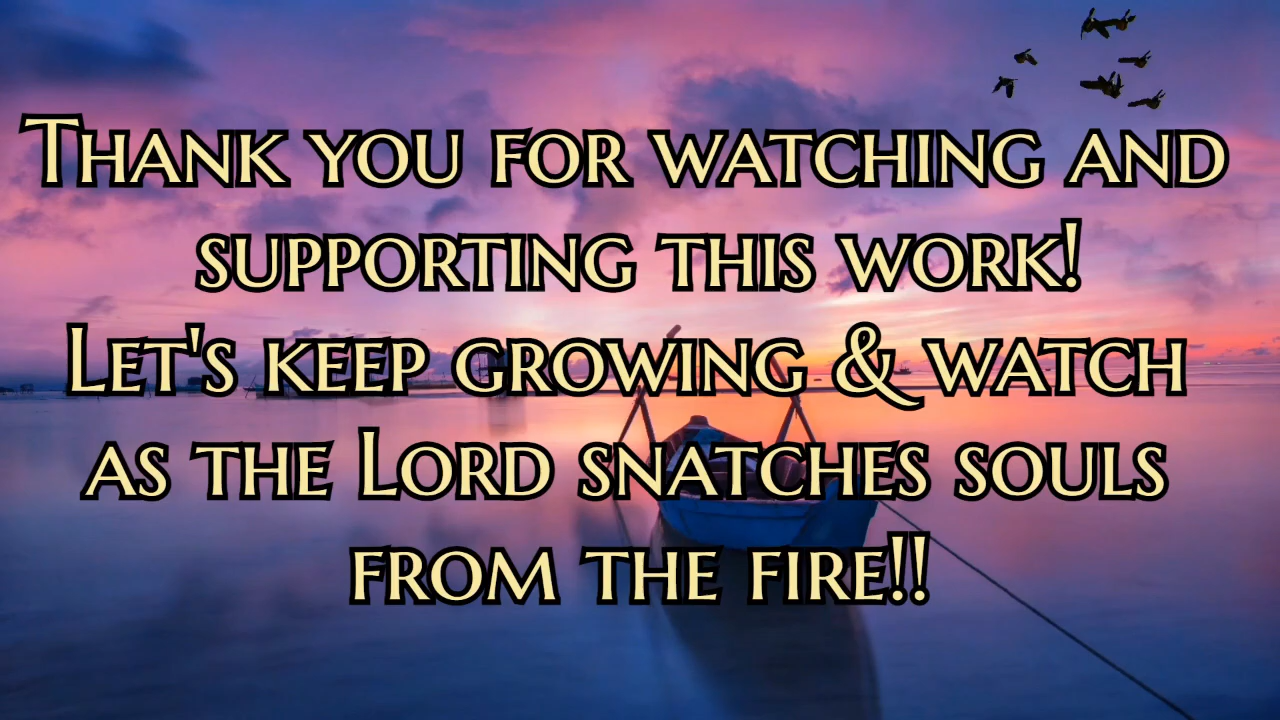 Thank you for watching and
supporting this work!
Let's keep growing & watch
as the Lord snatches souls
from the fire!!